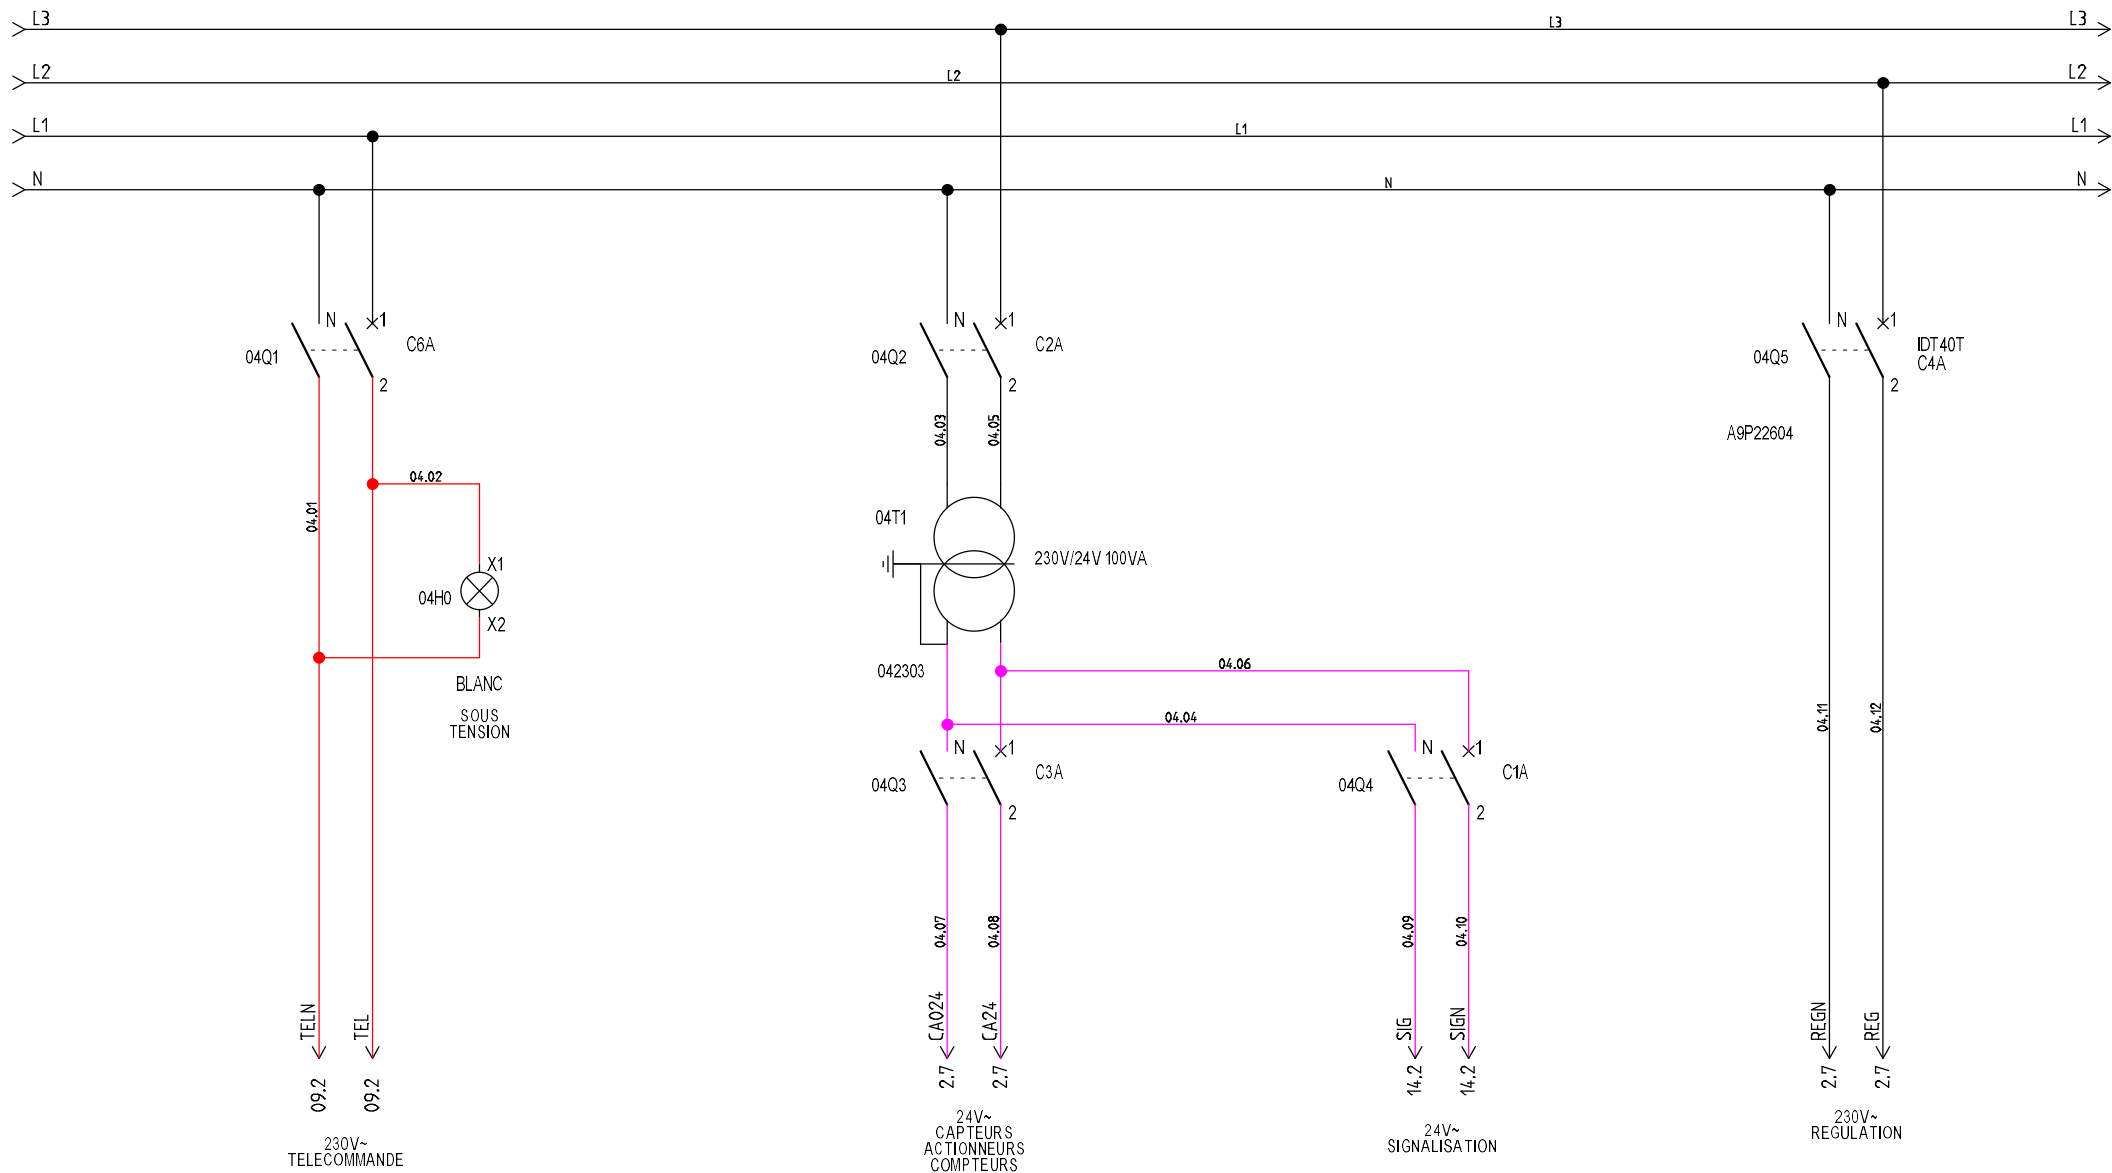 L3
L3
L3
L2
L2
L2
L1
L1
L1
N
N
N
04Q1
N
1
2
C6A
04Q2
N
1
2
C2A
04Q5
N
1
2
IDT40T
C4A
A9P22604
04.03
04.05
04.02
04.01
04H0
X1
X2
BLANC
SOUS
TENSION
04T1
230V/24V 100VA
042303
04.06
04.04
04.11
04.12
04Q3
N
1
2
C3A
04Q4
N
1
2
C1A
04.07
04.08
04.09
04.10
TELN
TEL
CA024
CA24
SIG
SIGN
REGN
REG
09.2
09.2
2.7
2.7
14.2
14.2
2.7
2.7
230V~
TELECOMMANDE
24V~
CAPTEURS
ACTIONNEURS
COMPTEURS
24V~
SIGNALISATION
230V~
REGULATION